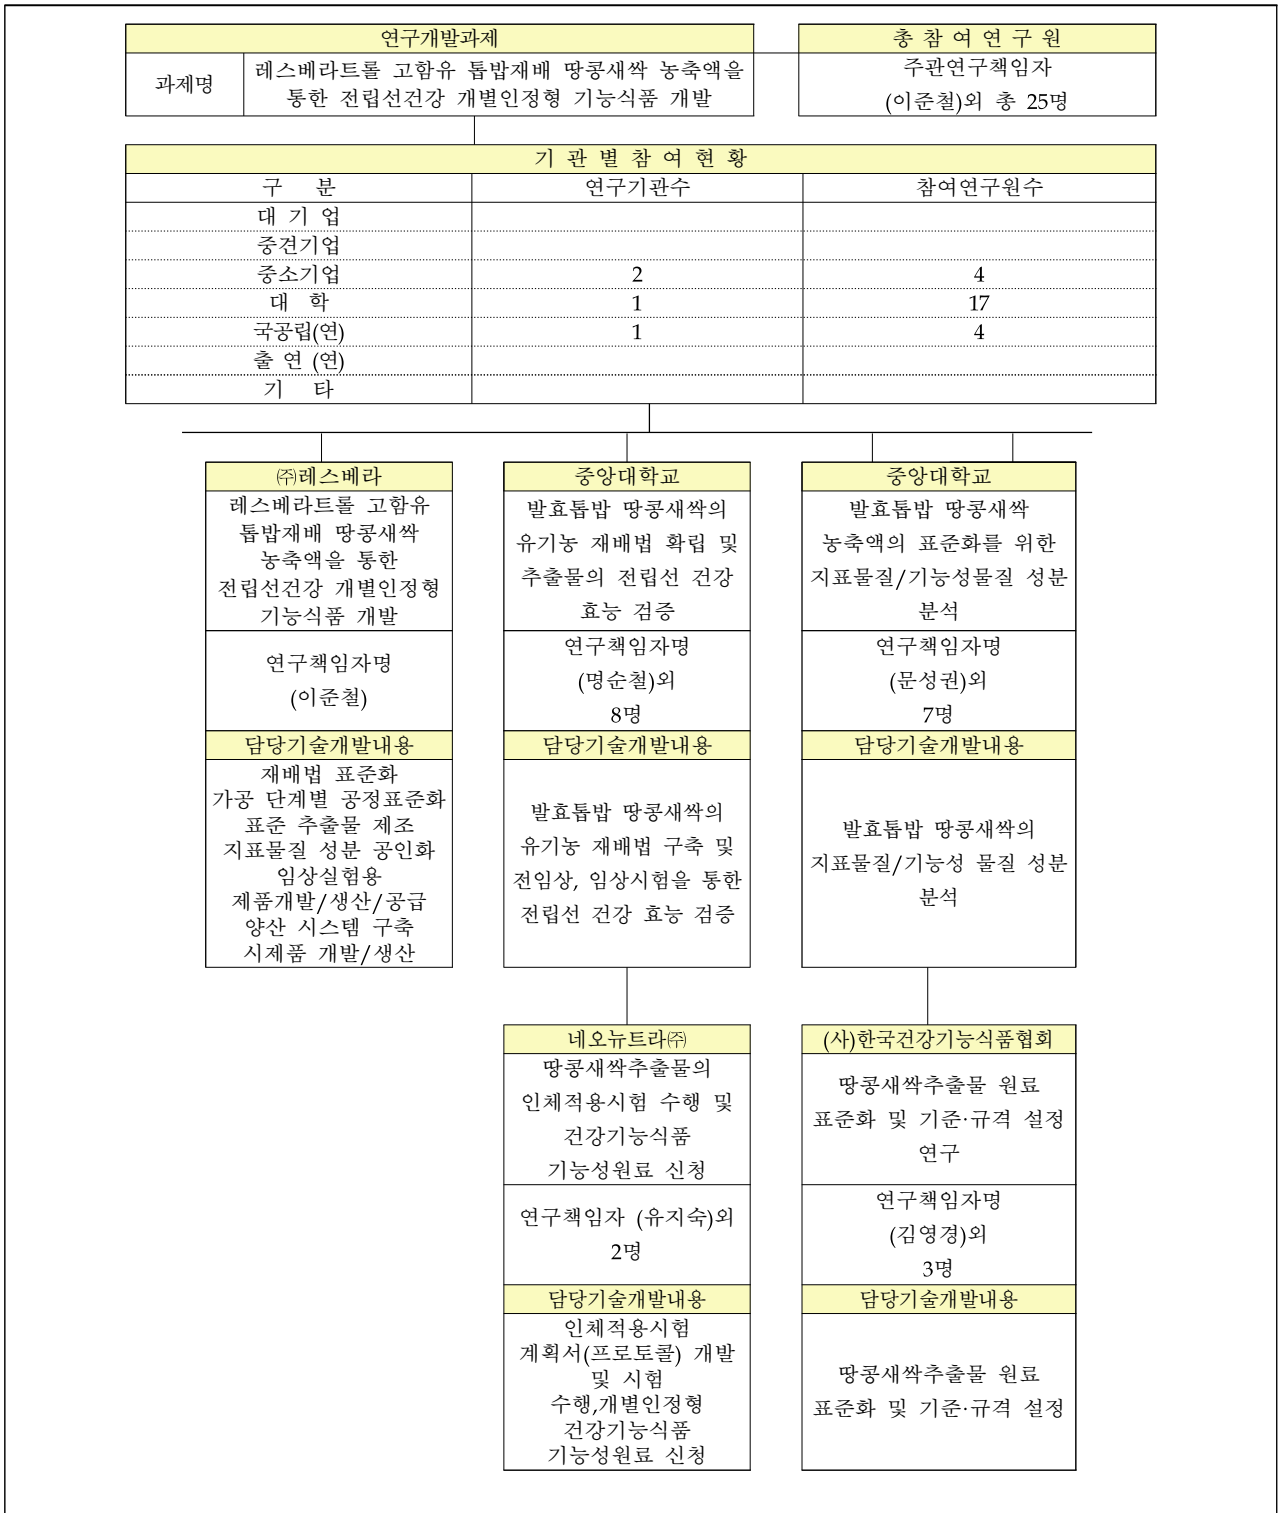 연구개발과제
총 참 여 연 구 원
과제명
레스베라트롤 고함유 톱밥재배 땅콩새싹 농축액을
통한 전립선건강 개별인정형 기능식품 개발
주관연구책임자
(이준철)외 총 25명
기 관 별 참 여 현 황
구 분 연구기관수 참여연구원수
대 기 업
중견기업
중소기업 2 4
대 학 1 17
국공립(연) 1 4
출 연 (연)
기 타
㈜레스베라
레스베라트롤 고함유
톱밥재배 땅콩새싹
농축액을 통한
전립선건강 개별인정형
기능식품 개발
연구책임자명
(이준철)
담당기술개발내용
재배법 표준화
가공 단계별 공정표준화
표준 추출물 제조
지표물질 성분 공인화
임상실험용
제품개발/생산/공급
양산 시스템 구축
시제품 개발/생산
중앙대학교
발효톱밥 땅콩새싹의
유기농 재배법 확립 및
추출물의 전립선 건강
효능 검증
연구책임자명
(명순철)외
8명
담당기술개발내용
발효톱밥 땅콩새싹의
유기농 재배법 구축 및
전임상, 임상시험을 통한
전립선 건강 효능 검증
중앙대학교
발효톱밥 땅콩새싹
농축액의 표준화를 위한
지표물질/기능성물질 성분
분석
연구책임자명
(문성권)외
7명
담당기술개발내용
발효톱밥 땅콩새싹의
지표물질/기능성 물질 성분
분석
네오뉴트라㈜
땅콩새싹추출물의
인체적용시험 수행 및
건강기능식품
기능성원료 신청
연구책임자 (유지숙)외
2명
담당기술개발내용
인체적용시험
계획서(프로토콜) 개발
및 시험
수행,개별인정형
건강기능식품
기능성원료 신청
(사)한국건강기능식품협회
땅콩새싹추출물 원료
표준화 및 기준·규격 설정
연구
연구책임자명
(김영경)외
3명
담당기술개발내용
땅콩새싹추출물 원료
표준화 및 기준·규격 설정